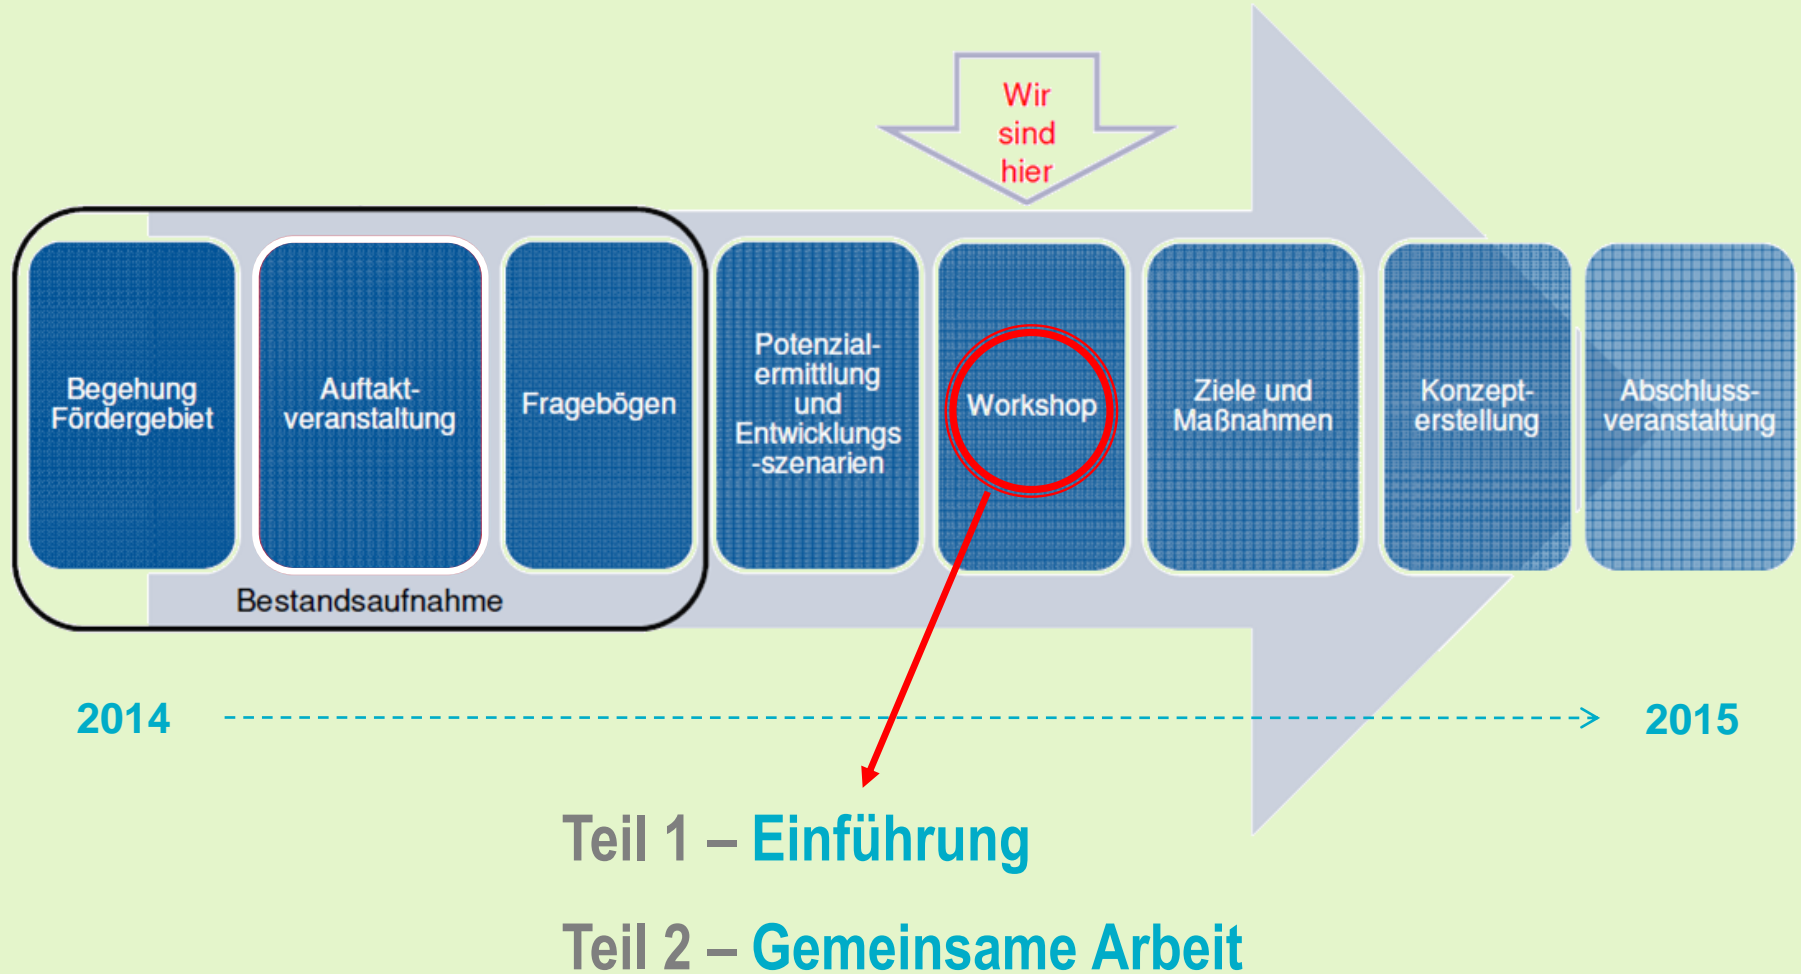 Wir
sind
hier
Begehung
Fördergebiet
Auftakt-
veranstaltung
Fragebögen
Potenzial-
ermittlung
und
Entwicklungs
-szenarien
Workshop
Ziele und
Maßnahmen
Konzept-
erstellung
Abschluss-
veranstaltung
Bestandsaufnahme
2014
2015
Teil 1 – Einführung
Teil 2 – Gemeinsame Arbeit